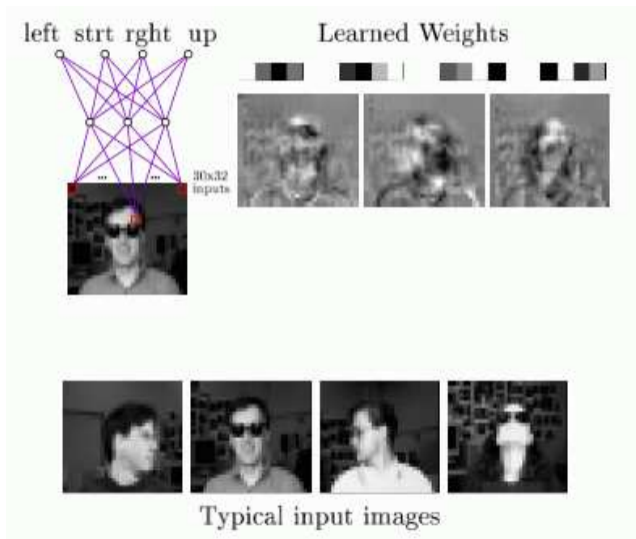 left strt rght up
Learned Weights
... ...
30x32
inputs
Typical input images